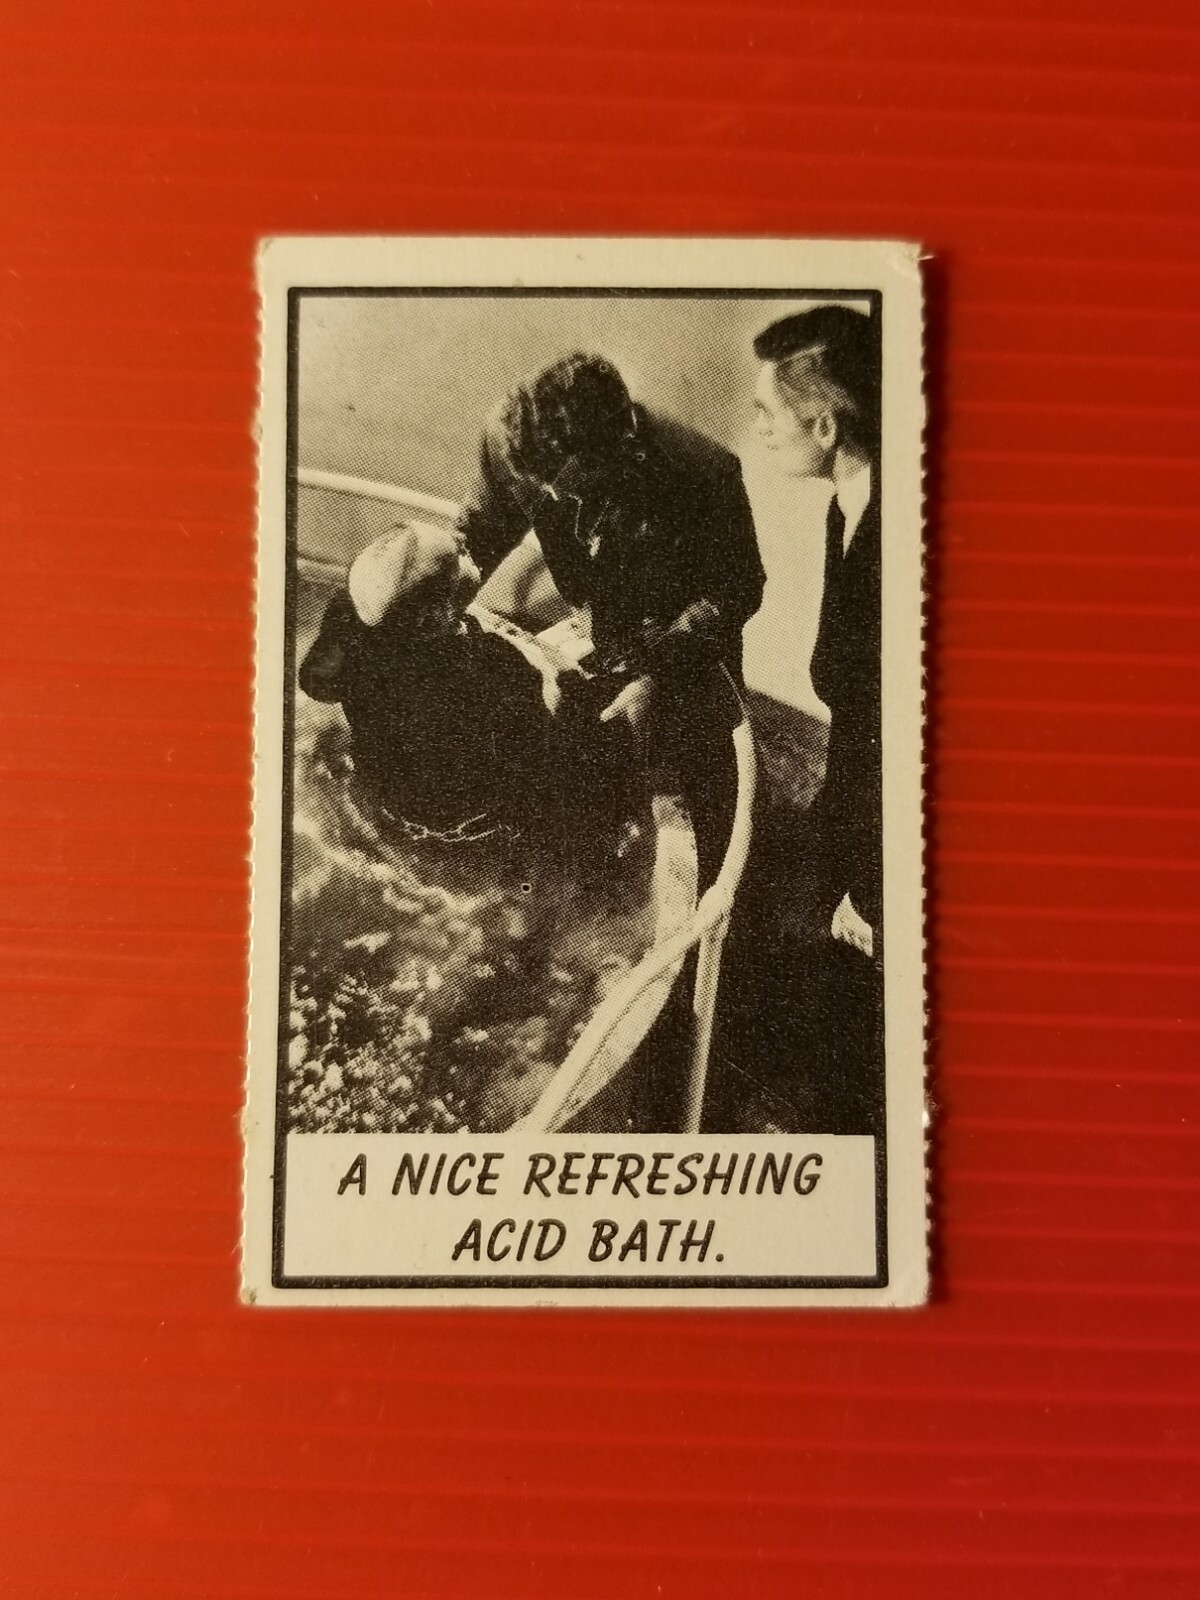 A NICE REFRESHING
ACID BATH.